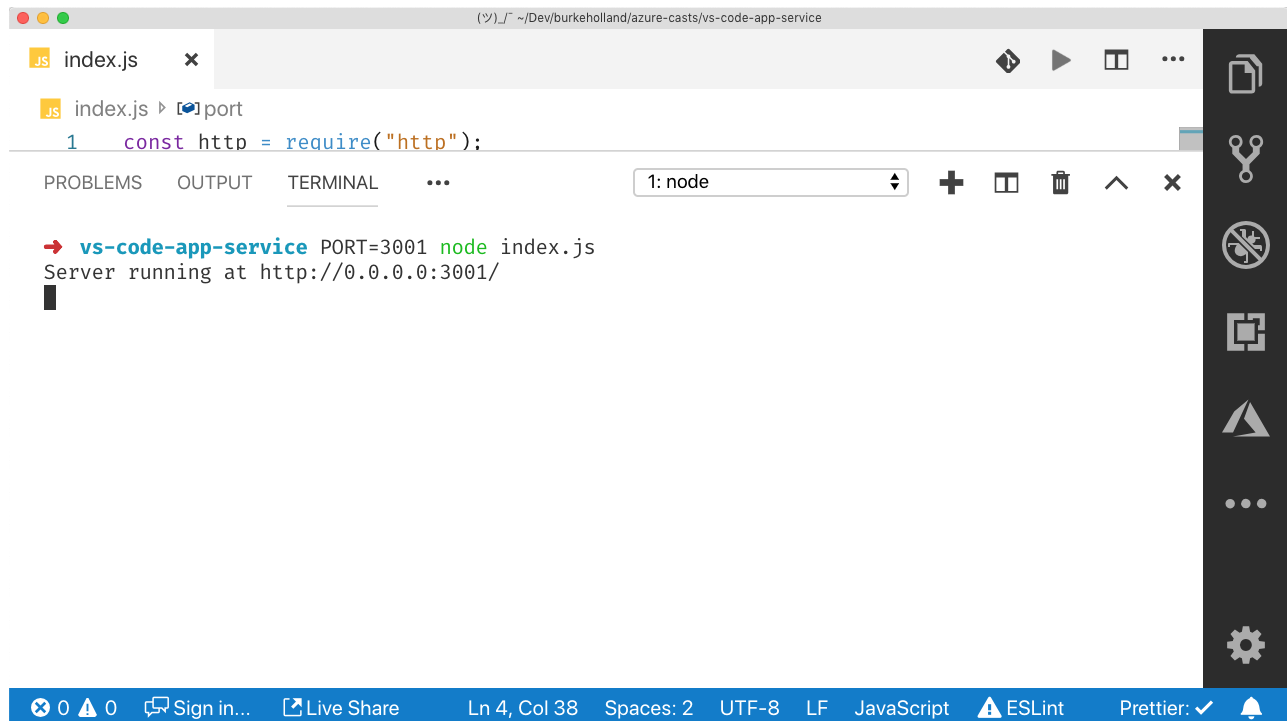 (ツ)_/¯ ~/Dev/burkeholland/azure-casts/vs-code-app-service
JS index.js
JS index.js port
1 const http = require("http");
PROBLEMS OUTPUT TERMINAL 1: node
➜ vs-code-app-service PORT=3001 node index.js
Server running at http://0.0.0.0:3001/
0 0 Sign in... Live Share Ln 4, Col 38 Spaces: 2 UTF-8 LF JavaScript ESLint Prettier: ✓